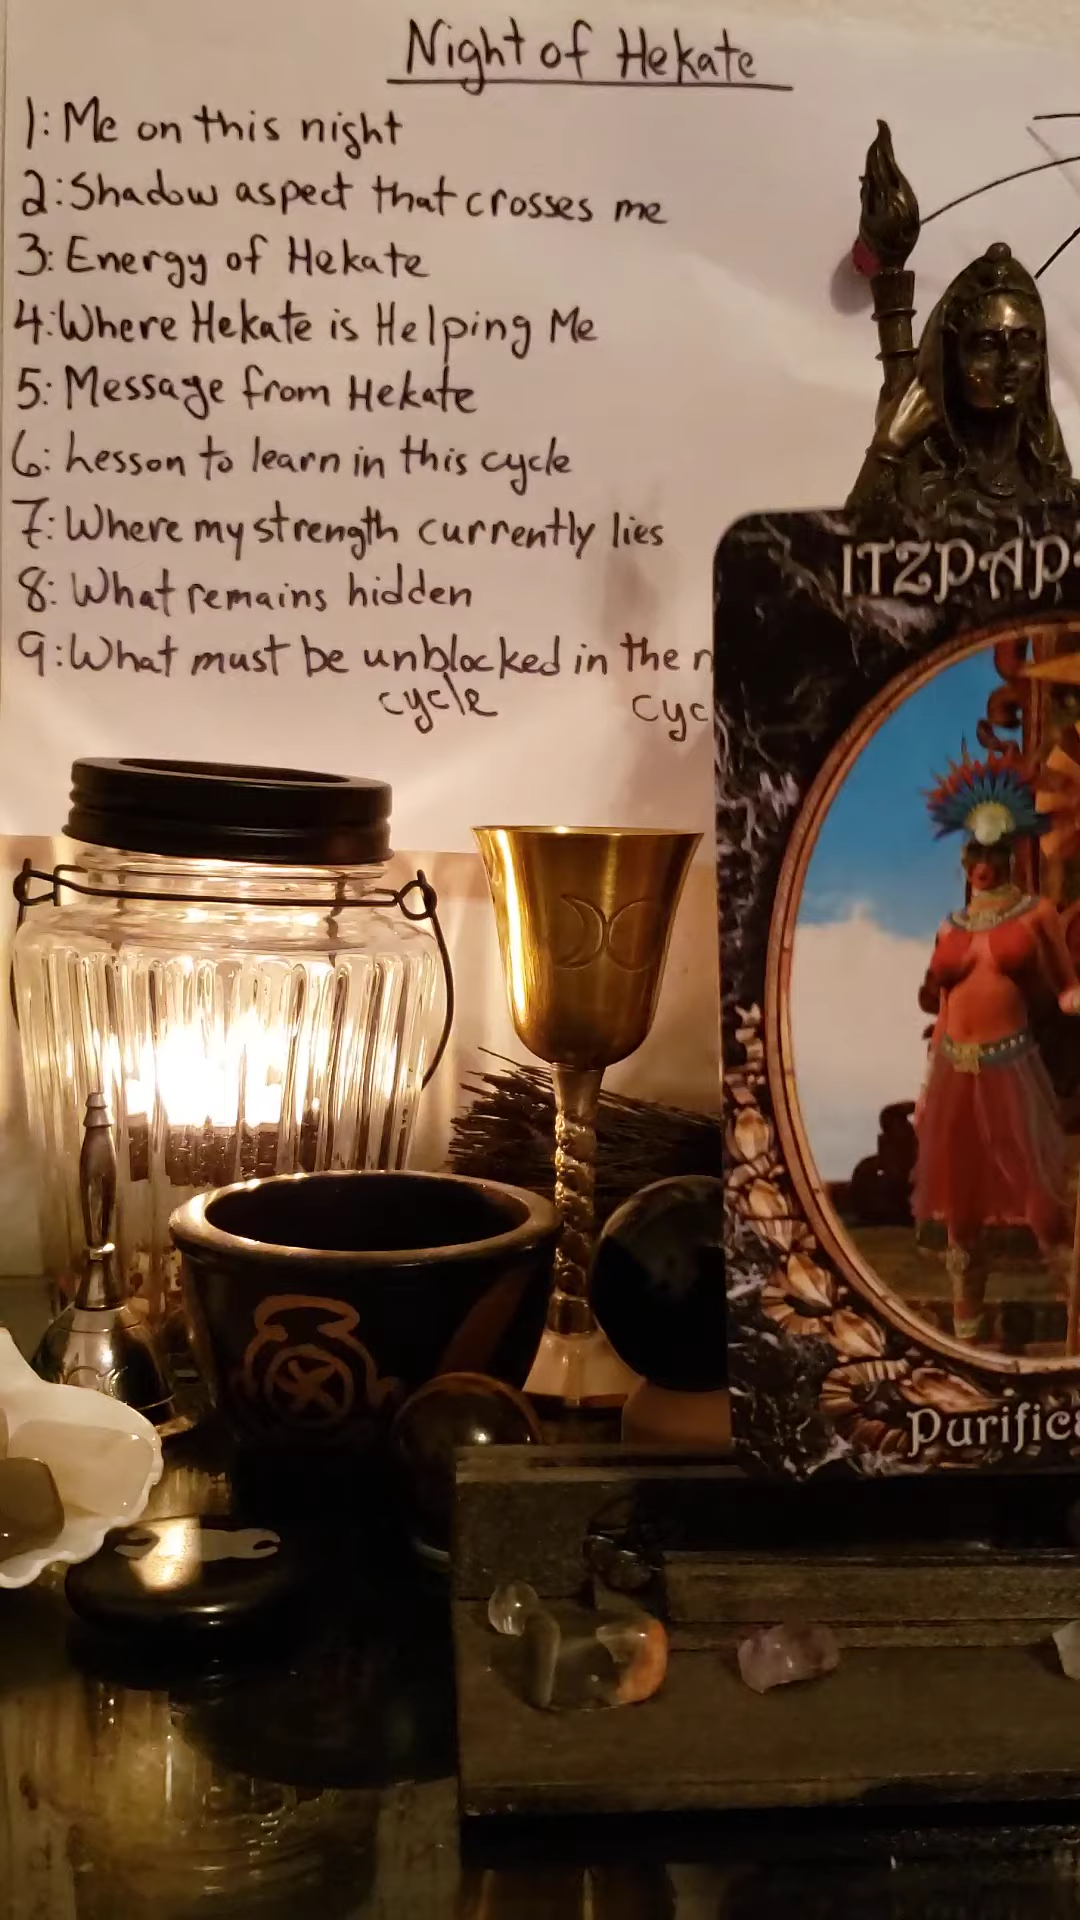 Night of Hekate
1: Me on this night
2: Shadow aspect that crosses me
3: Energy of Hekate
4: Where Hekate is Helping Me
5: Message from Hekate
6: Lesson to learn in this cycle
7: Where my strength currently lies
8: What remains hidden
9: What must be unblocked in the
cycle
ITZPAP
Purific